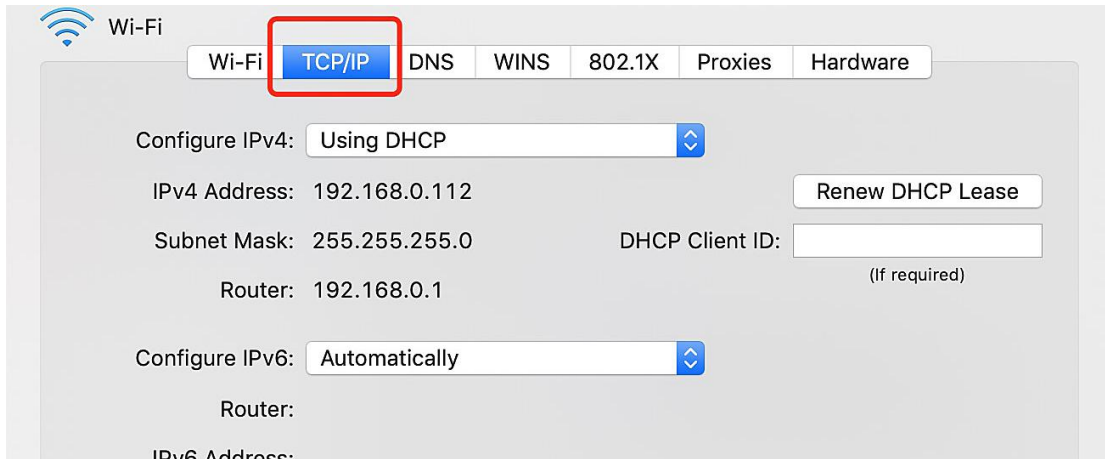 Wi-Fi
Wi-Fi TCP/IP DNS WINS 802.1X Proxies Hardware
Configure IPv4: Using DHCP
IPv4 Address: 192.168.0.112 Renew DHCP Lease
Subnet Mask: 255.255.255.0 DHCP Client ID:
(If required)
Router: 192.168.0.1
Configure IPv6: Automatically
Router:
IPv6 Address: